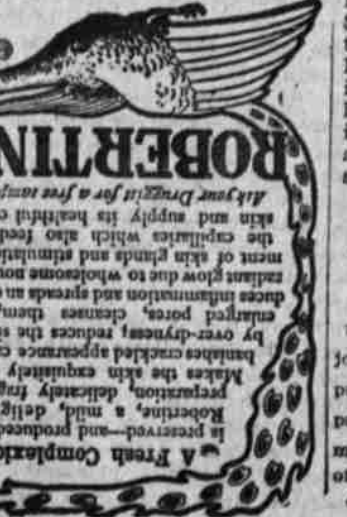 A Fresh Complexio
is preserved—and produced
Robertine, a mild, delig
preparation, delicately frag
Makes the skin exquisitely
banishes crackled appearance c
by over-dryness; reduces the s
enlarged pores, cleanses them,
duces inflammation and spreads an e
radiant glow due to wholesome nou
ment of skin glands and stimulati
the capillaries which also feed
skin and supply its healthful c
Ask your Druggist for a free samp
ROBERTIN